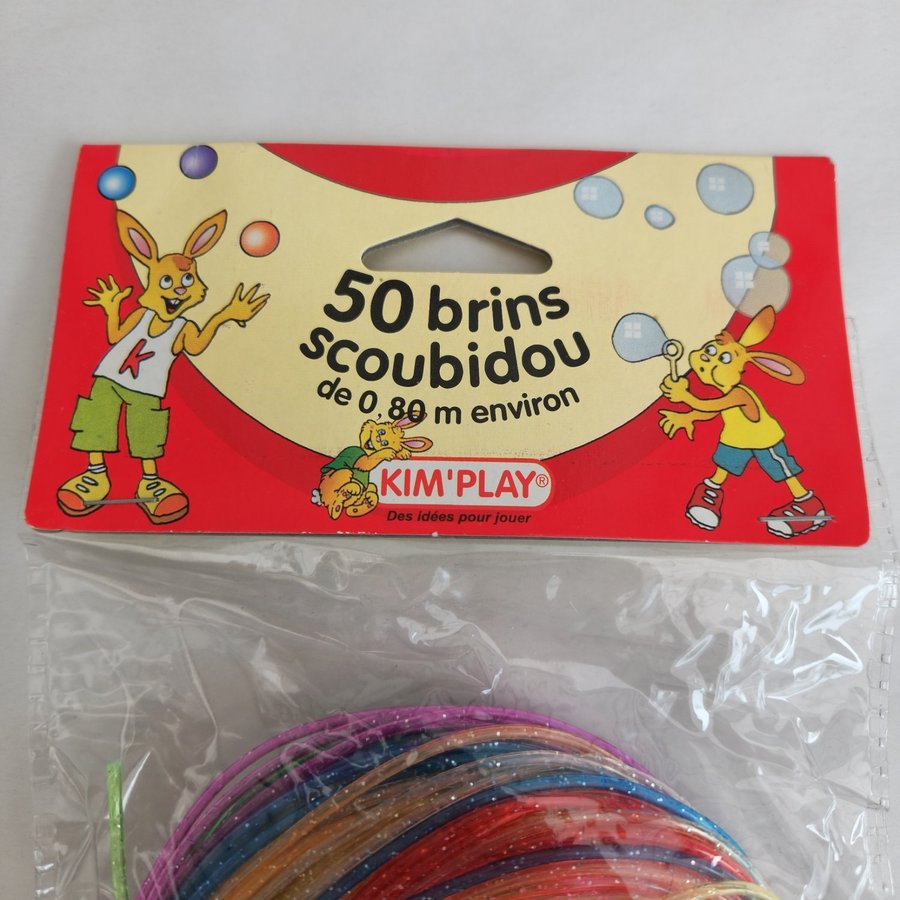 50 brins
scoubidou
de 0,80 m environ
K
KIM'PLAY®
Des idées pour jouer